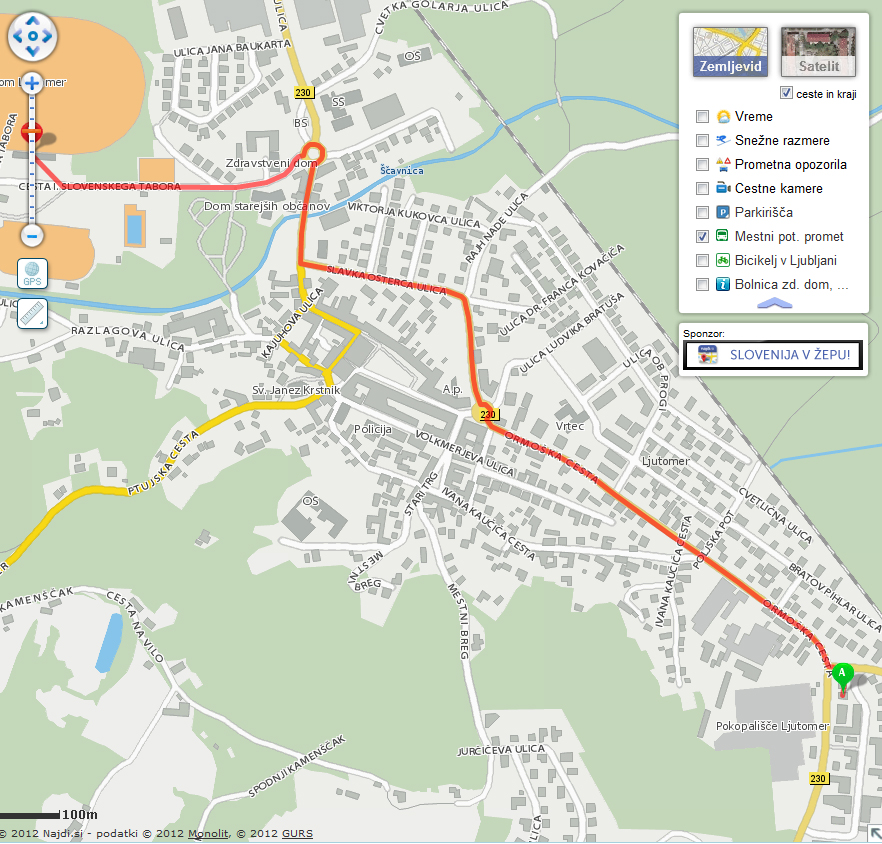 CVETKA GOLARJA ULICA
ULICA
ULICA JANA BAUKARTA
OŠ
230
SŠ
Zemljevid
Satelit
ceste in kraji
Vreme
Snežne razmere
Prometna opozorila
Cestne kamere
Parkirišča
Mestni pot. promet
Bicikelj v Ljubljani
Bolnica zd. dom, ...
Sponzor:
SLOVENIJA V ŽEPU!
Zdravstveni dom
Ščavnica
CESTA I. SLOVENSKEGA TABORA
Dom starejših občanov
VIKTORJA KUKOVCA ULICA
RAJH NADE ULICA
SLAVKA OSTERCA ULICA
ULICA DR. FRANCA KOVAČIČA
GPS
ULICA LUDVIKA BRATUŠA
KAJUHOVA ULICA
RAZLAGOVA ULICA
ULICA OB PROGI
Sv. Janez Krstnik
A.p.
230
Policija
Vrtec
VOLKMERJEVA ULICA
ORMOŠKA CESTA
PTUJSKA CESTA
STARI TRG
Ljutomer
OŠ
IVANA KAUČIČA CESTA
CVETLIČNA ULICA
POLJSKA POT
IVANA KAUČIČA CESTA
MESTNI BREG
MESTNI BREG
BRATOV PIHLAR ULICA
KAMENŠČAK
CESTA NA VILO
ORMOŠKA CESTA
A
Pokopališče Ljutomer
JURČIČEVA ULICA
SPODNJI KAMENŠČAK
230
100m
© 2012 Najdi.si - podatki © 2012 Monolit, © 2012 GURS